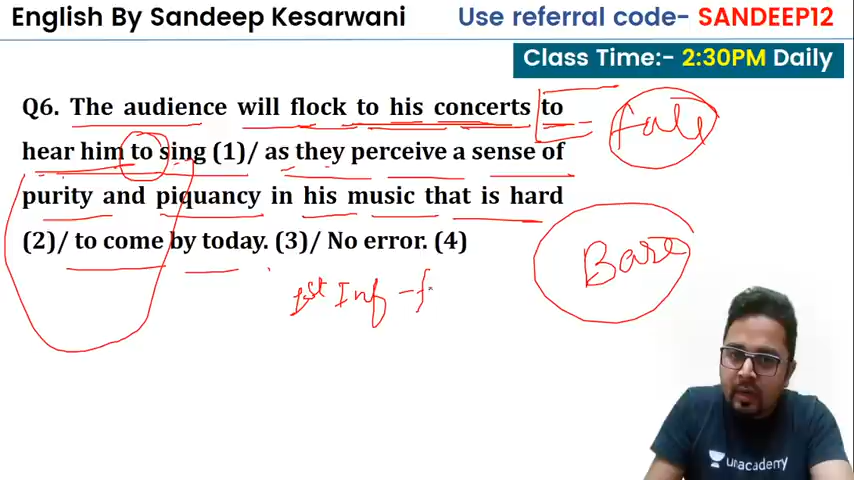 English By Sandeep Kesarwani
Use referral code- SANDEEP12
Class Time:- 2:30PM Daily
Q6. The audience will flock to his concerts to
hear him to sing (1)/ as they perceive a sense of
purity and piquancy in his music that is hard
(2)/ to come by today. (3)/ No error. (4)
Bare
1st Inf - f
unacademy